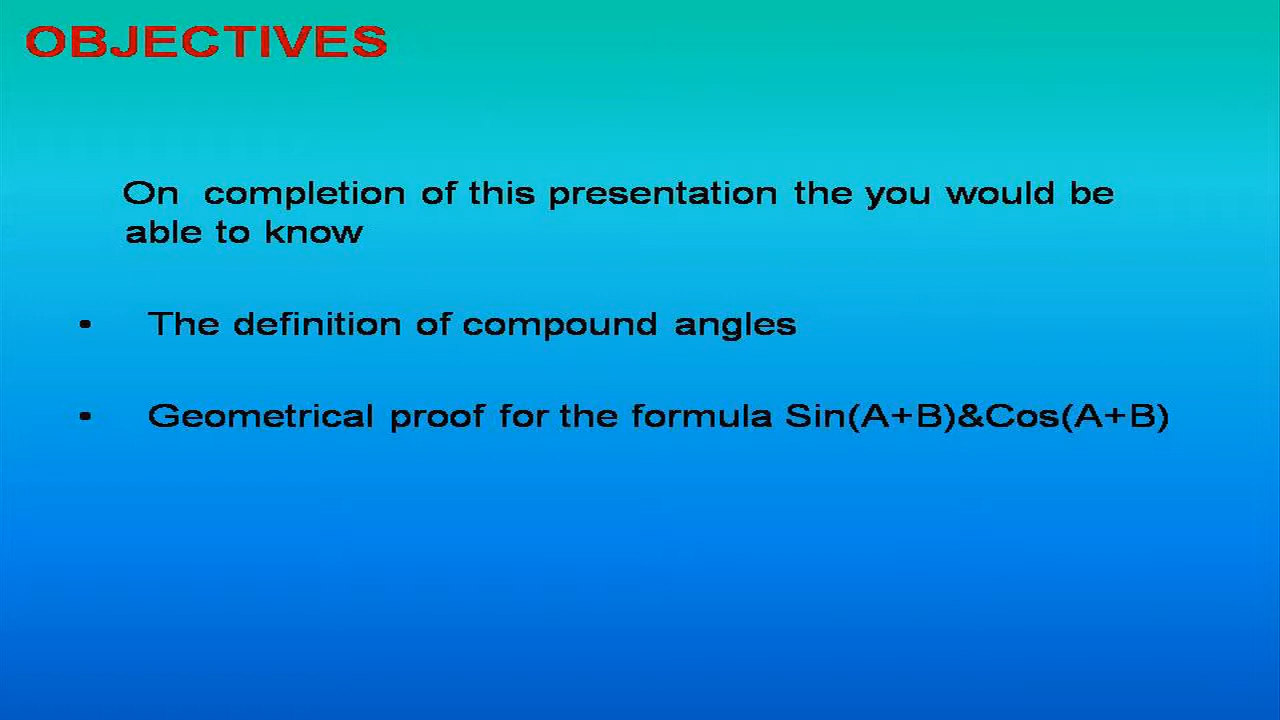 OBJECTIVES
On completion of this presentation the you would be
able to know
• The definition of compound angles
• Geometrical proof for the formula Sin(A+B)&Cos(A+B)